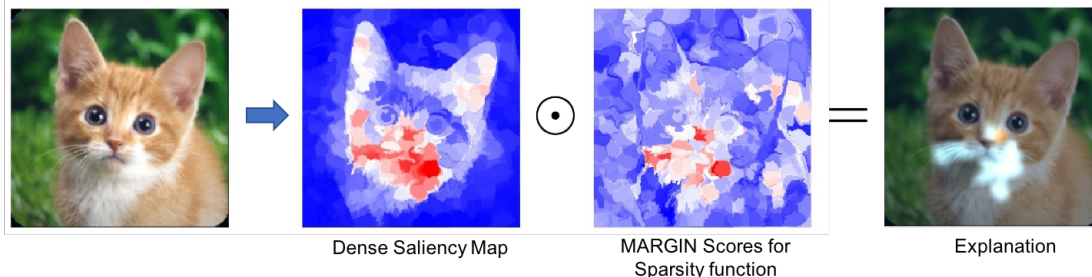 Dense Saliency Map
MARGIN Scores for
Sparsity function
Explanation